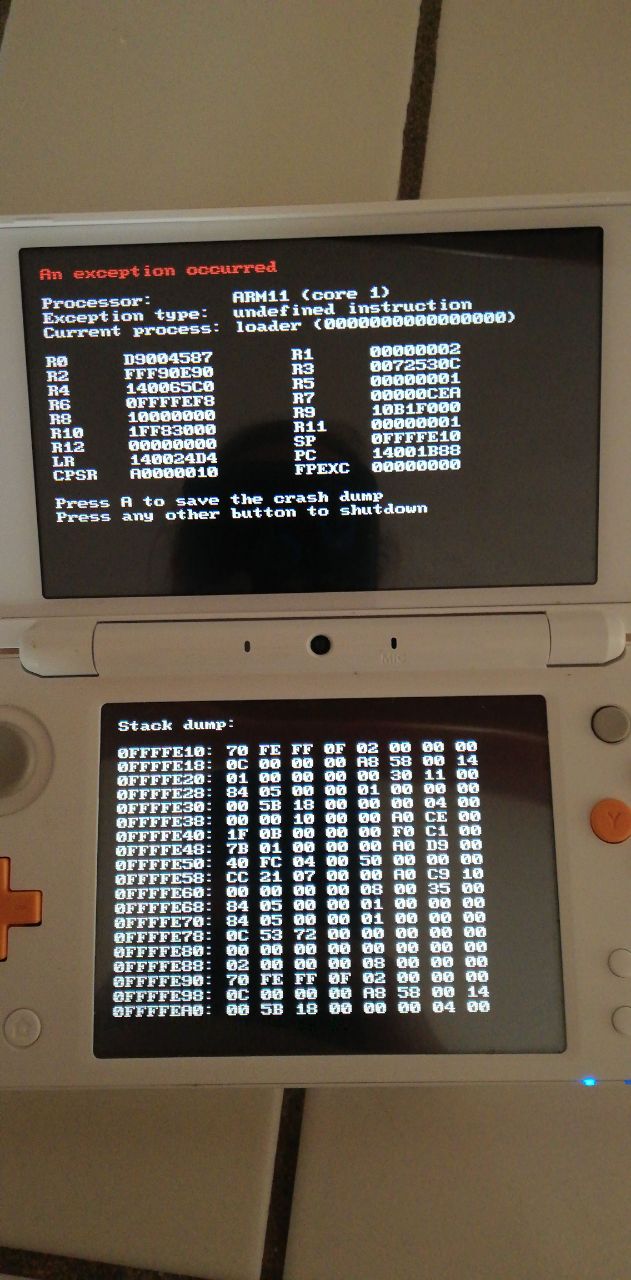 An exception occurred
Processor: ARM11 (core 1)
Exception type: undefined instruction
Current process: loader (0000000000000000)
R0 D9004587 R1 00000002
R2 FFF90E90 R3 0072530C
R4 140065C0 R5 00000001
R6 0FFFFEF8 R7 00000CEA
R8 10000000 R9 10B1F000
R10 1FF83000 R11 00000001
R12 00000000 SP 0FFFFE10
LR 140024D4 PC 14001B88
CPSR A0000010 FPEXC 00000000
Press A to save the crash dump
Press any other button to shutdown
MIC
Stack dump:
0FFFFE10: 70 FE FF 0F 02 00 00 00
0FFFFE18: 0C 00 00 00 A8 58 00 14
0FFFFE20: 01 00 00 00 00 30 11 00
0FFFFE28: 84 05 00 00 01 00 00 00
0FFFFE30: 00 5B 18 00 00 00 04 00
0FFFFE38: 00 00 10 00 00 A0 CE 00
0FFFFE40: 1F 0B 00 00 00 F0 C1 00
0FFFFE48: 7B 01 00 00 00 A0 D9 00
0FFFFE50: 40 FC 04 00 50 00 00 00
0FFFFE58: CC 21 07 00 00 A0 C9 10
0FFFFE60: 00 00 00 00 08 00 35 00
0FFFFE68: 84 05 00 00 01 00 00 00
0FFFFE70: 84 05 00 00 01 00 00 00
0FFFFE78: 0C 53 72 00 00 00 00 00
0FFFFE80: 00 00 00 00 00 00 00 00
0FFFFE88: 02 00 00 00 08 00 00 00
0FFFFE90: 70 FE FF 0F 02 00 00 00
0FFFFE98: 0C 00 00 00 A8 58 00 14
0FFFFEA0: 00 5B 18 00 00 00 04 00
Y